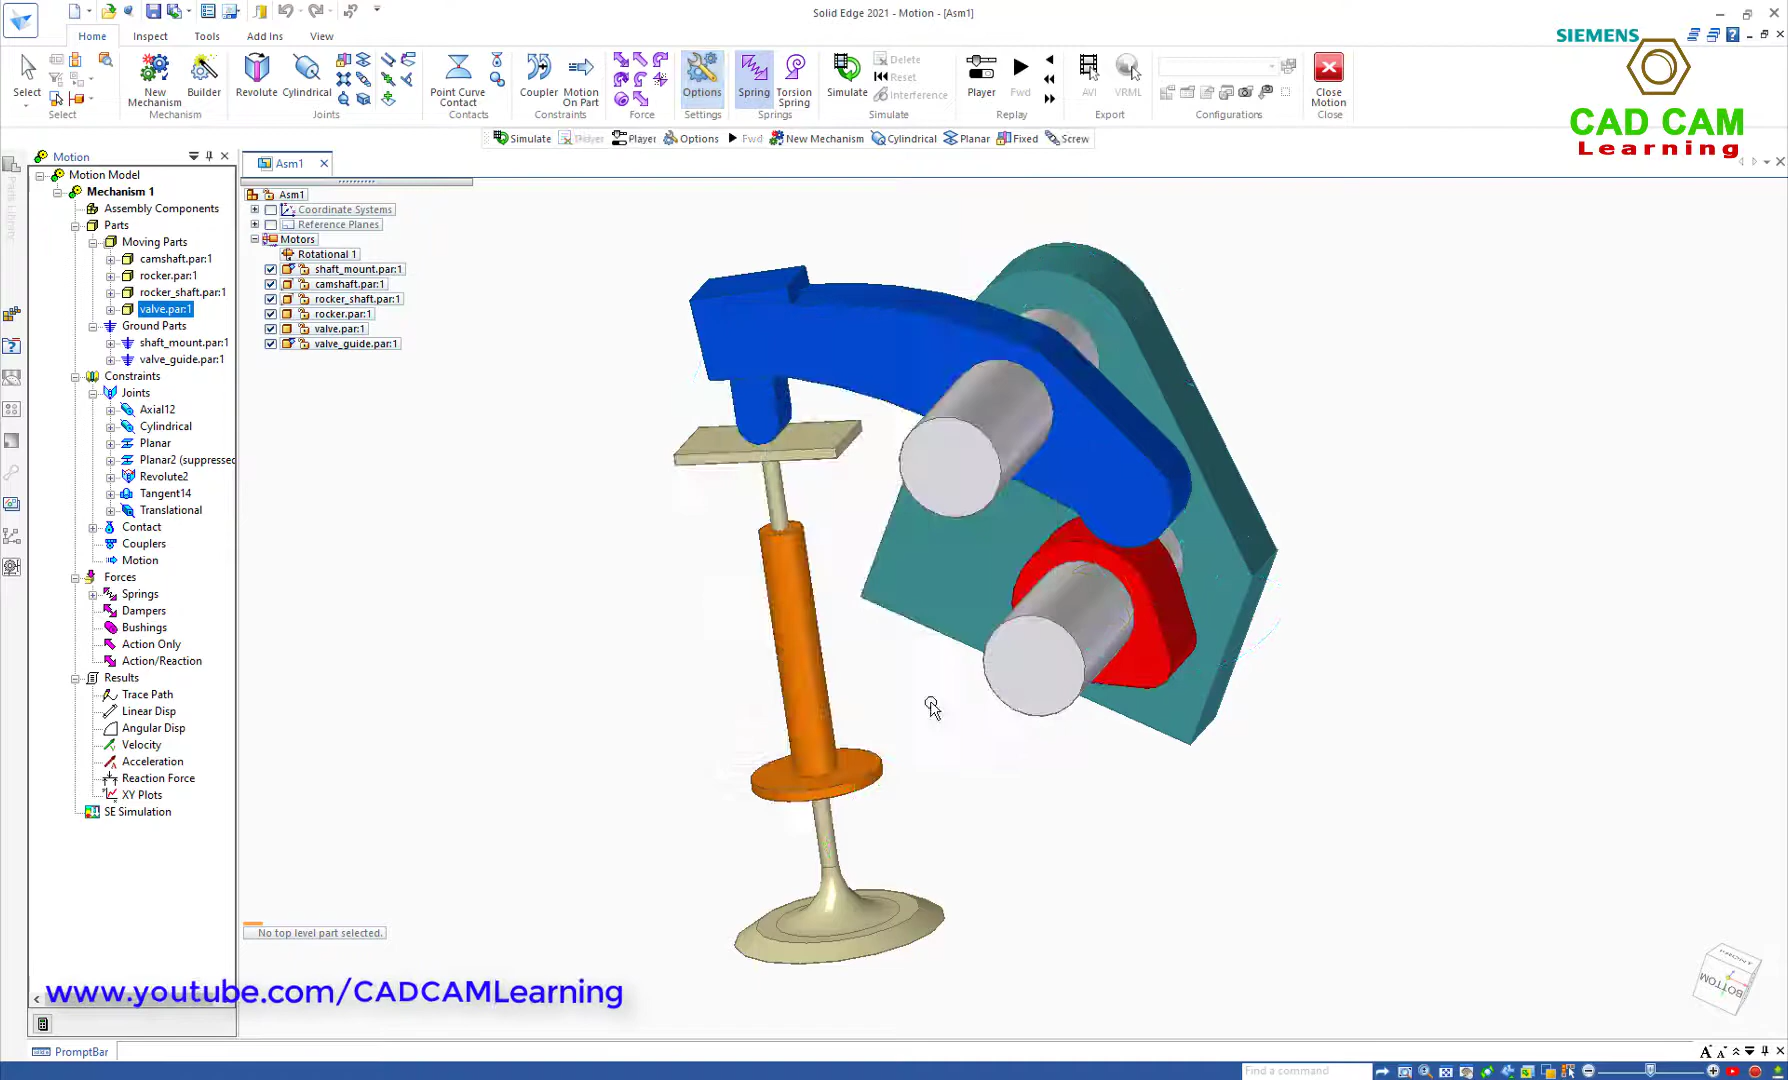 Solid Edge 2021 - Motion - [Asm1]
Home Inspect Tools Add Ins View
SIEMENS
CAD CAM
Learning
Select
New Mechanism
Builder
Revolute
Cylindrical
Point Curve Contact
Coupler
Motion On Part
Options
Spring
Torsion Spring
Simulate
Delete
Reset
Interference
Player
Fwd
AVI
VRML
Close Motion
Select Mechanism Joints Contacts Constraints Force Settings Springs Simulate Replay Export Configurations Close
Simulate Player Options Fwd New Mechanism Cylindrical Planar Fixed Screw
Motion
Asm1
Motion Model
Mechanism 1
Assembly Components
Parts
Moving Parts
camshaft.par:1
rocker.par:1
rocker_shaft.par:1
valve.par:1
Ground Parts
shaft_mount.par:1
valve_guide.par:1
Constraints
Joints
Axial12
Cylindrical
Planar
Planar2 (suppressed
Revolute2
Tangent14
Translational
Contact
Couplers
Motion
Forces
Springs
Dampers
Bushings
Action Only
Action/Reaction
Results
Trace Path
Linear Disp
Angular Disp
Velocity
Acceleration
Reaction Force
XY Plots
SE Simulation
Asm1
Coordinate Systems
Reference Planes
Motors
Rotational 1
shaft_mount.par:1
camshaft.par:1
rocker_shaft.par:1
rocker.par:1
valve.par:1
valve_guide.par:1
No top level part selected.
www.youtube.com/CADCAMLearning
FRONT
BOTTOM
PromptBar
Find a command